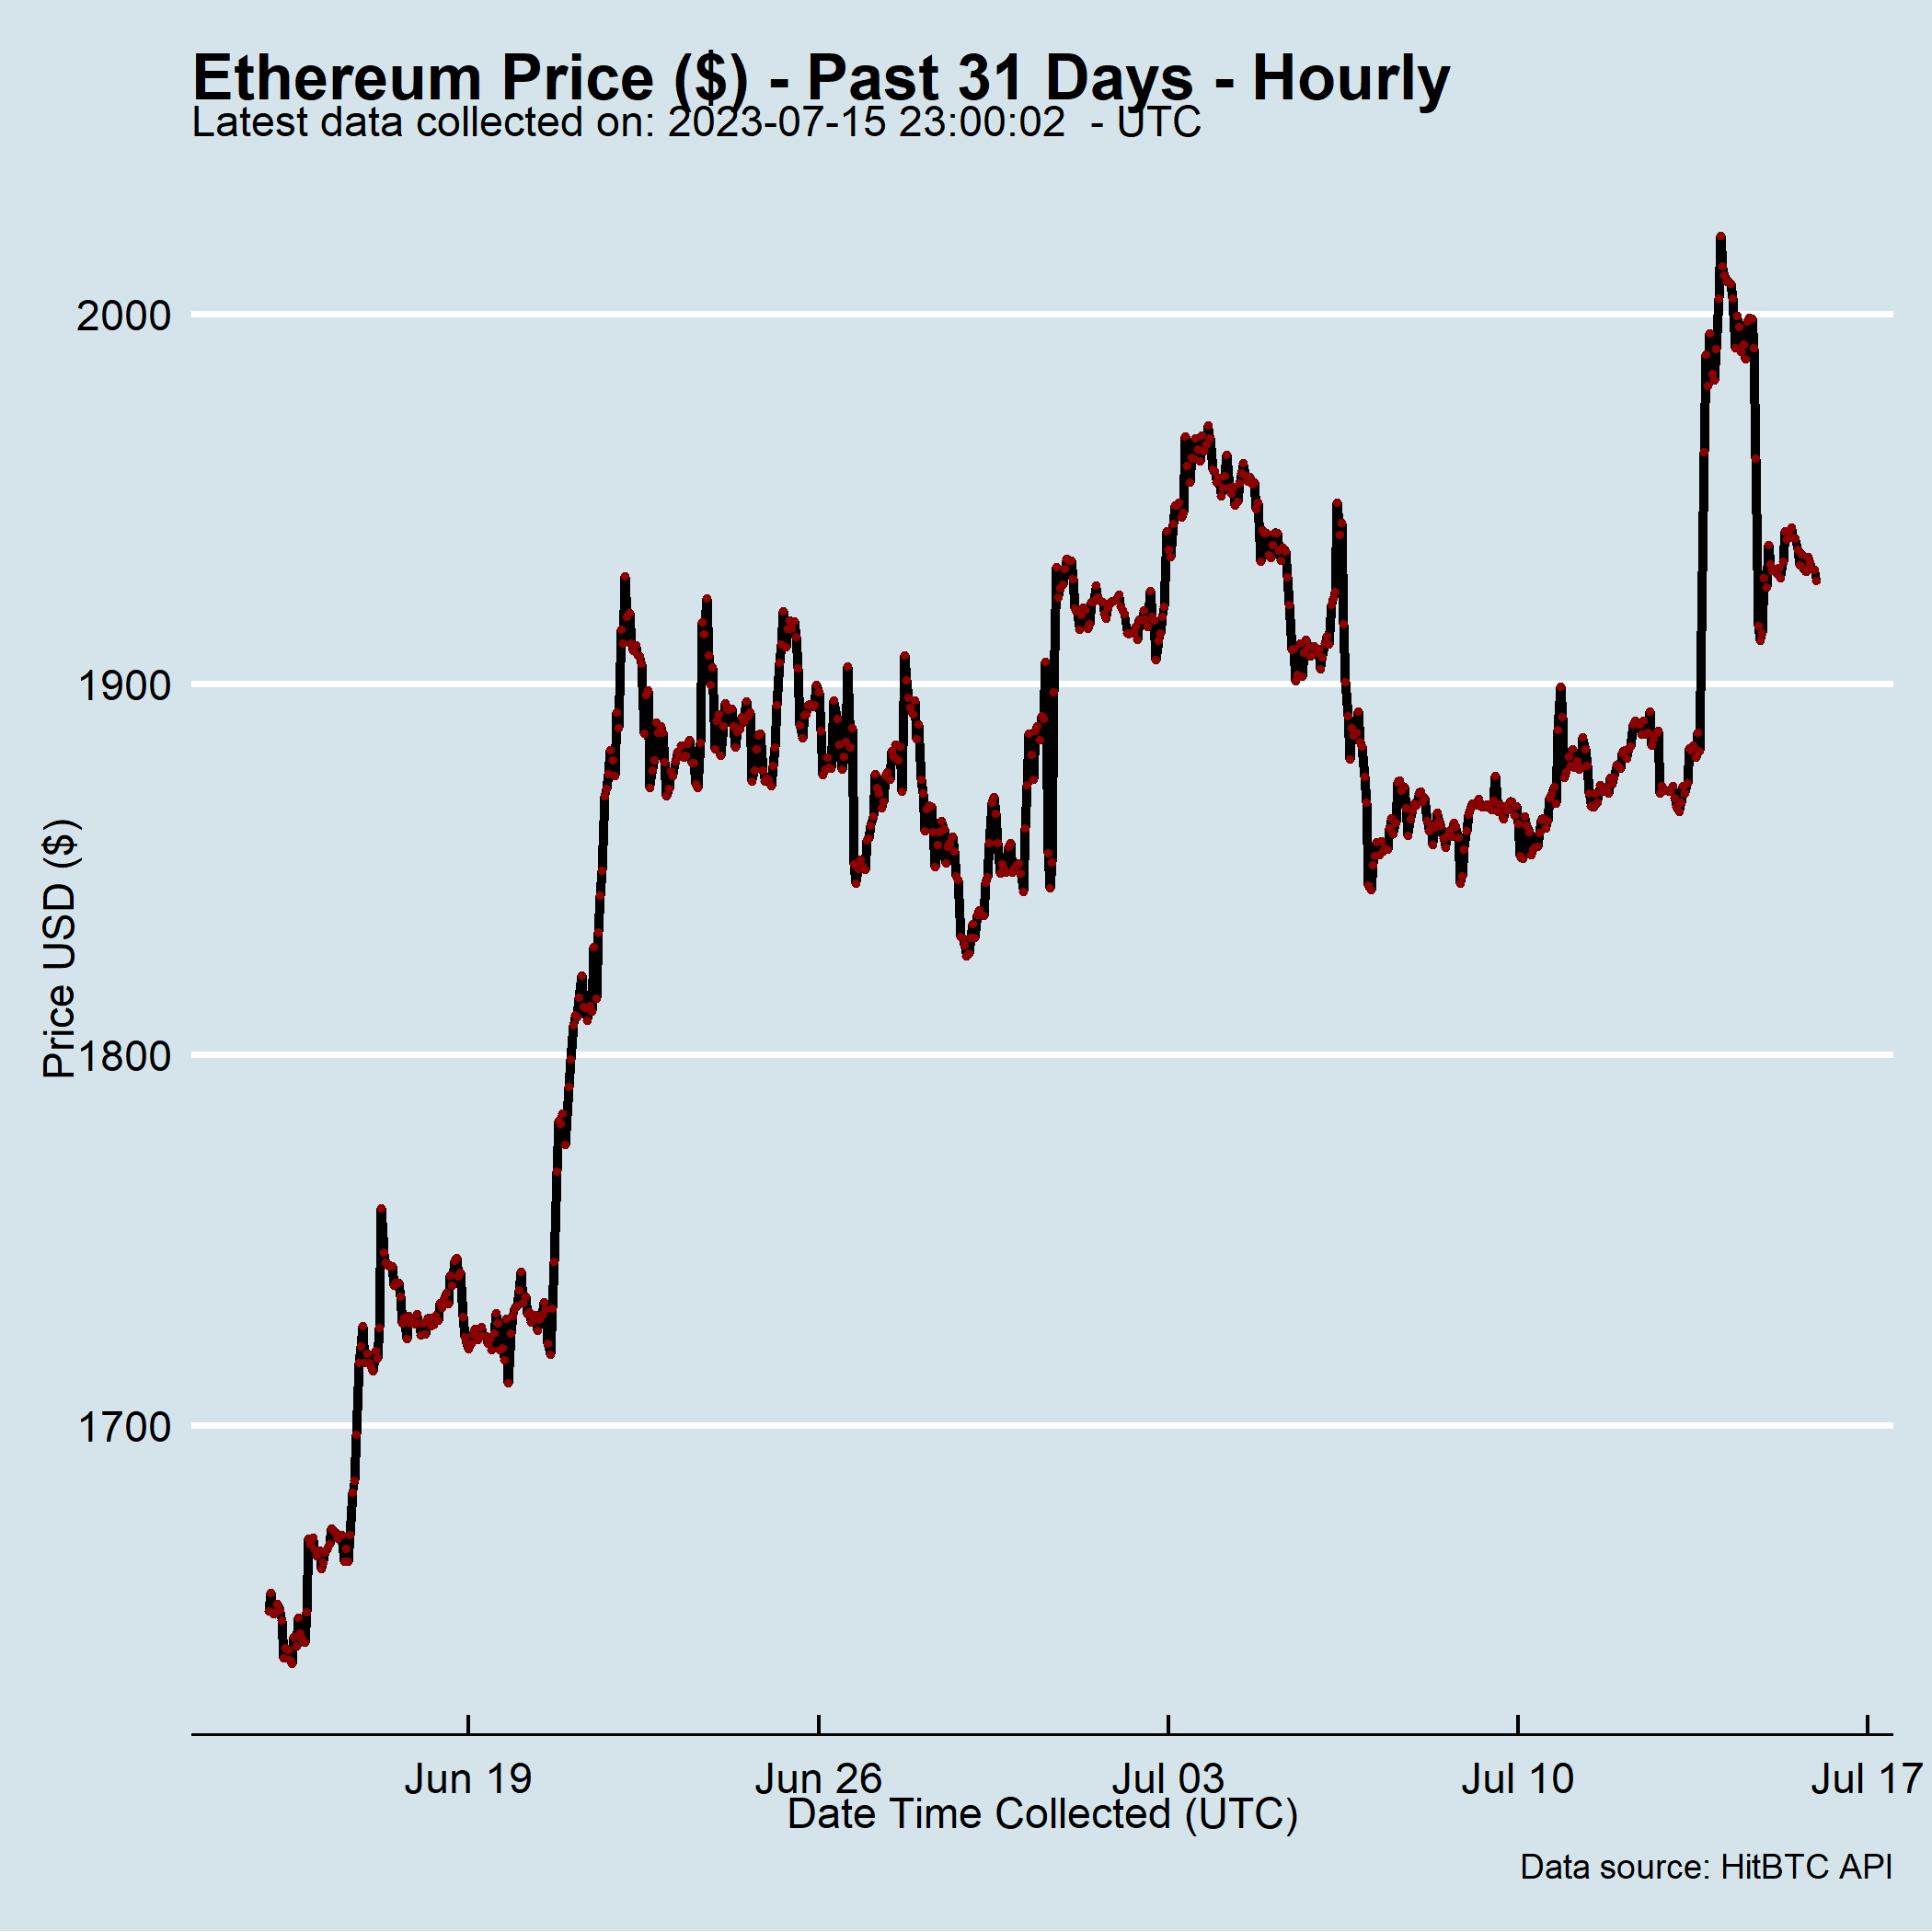 Ethereum Price ($) - Past 31 Days - Hourly
Latest data collected on: 2023-07-15 23:00:02  - UTC
2000
1900
1800
1700
Price USD ($)
Jun 19 Jun 26 Jul 03 Jul 10 Jul 17
Date Time Collected (UTC)
Data source: HitBTC API